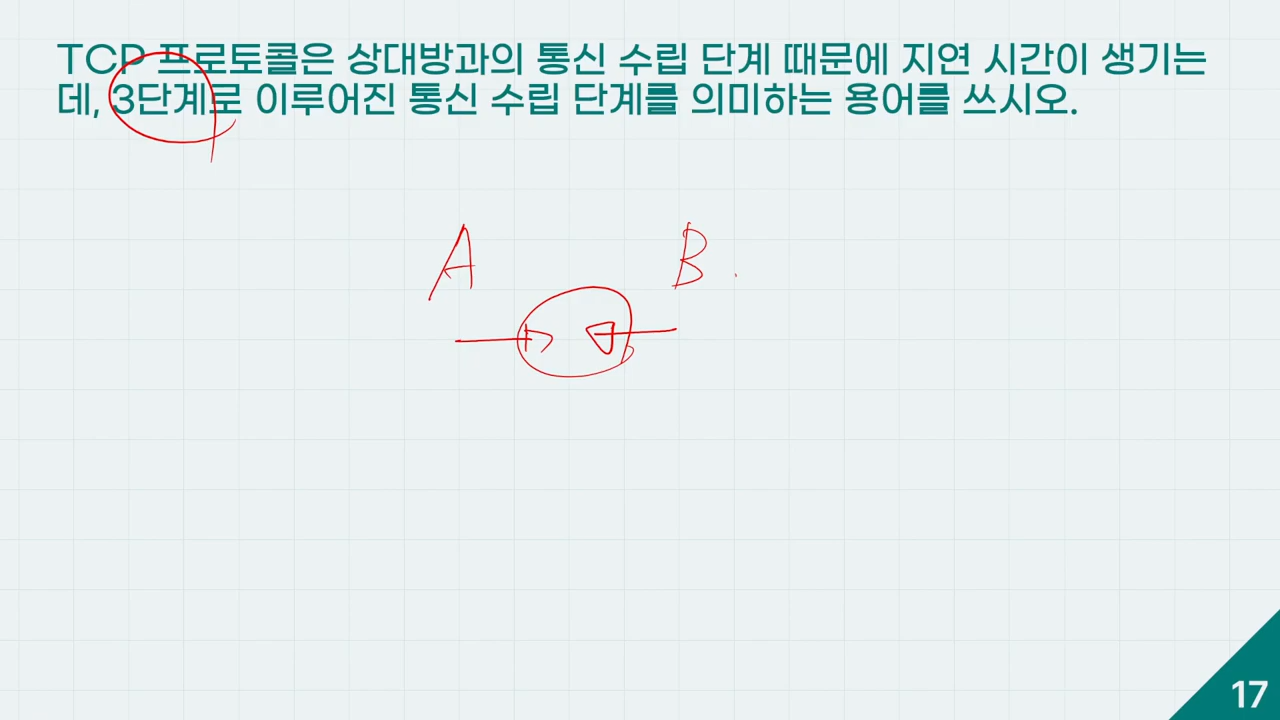 TCP 프로토콜은 상대방과의 통신 수립 단계 때문에 지연 시간이 생기는
데, 3단계로 이루어진 통신 수립 단계를 의미하는 용어를 쓰시오.
A B
17